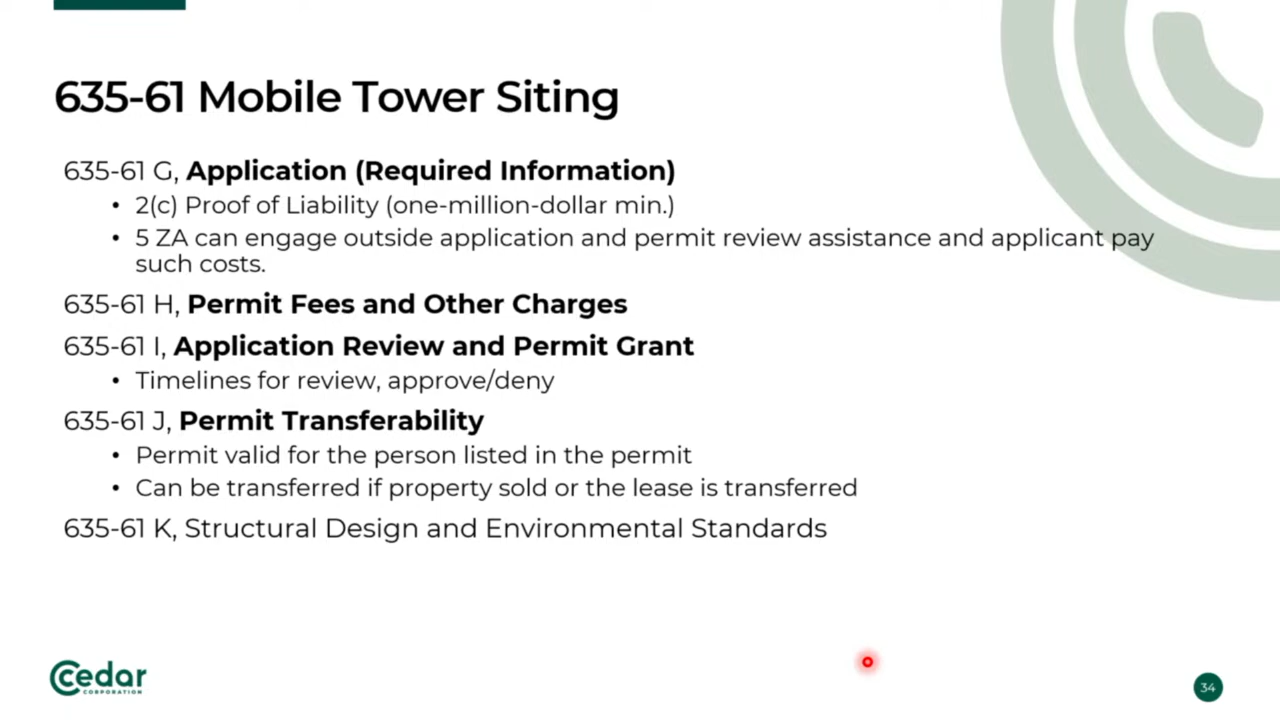 635-61 Mobile Tower Siting
635-61 G, Application (Required Information)
• 2(c) Proof of Liability (one-million-dollar min.)
• 5 ZA can engage outside application and permit review assistance and applicant pay
such costs.
635-61 H, Permit Fees and Other Charges
635-61 I, Application Review and Permit Grant
• Timelines for review, approve/deny
635-61 J, Permit Transferability
• Permit valid for the person listed in the permit
• Can be transferred if property sold or the lease is transferred
635-61 K, Structural Design and Environmental Standards
Cedar
CORPORATION
34